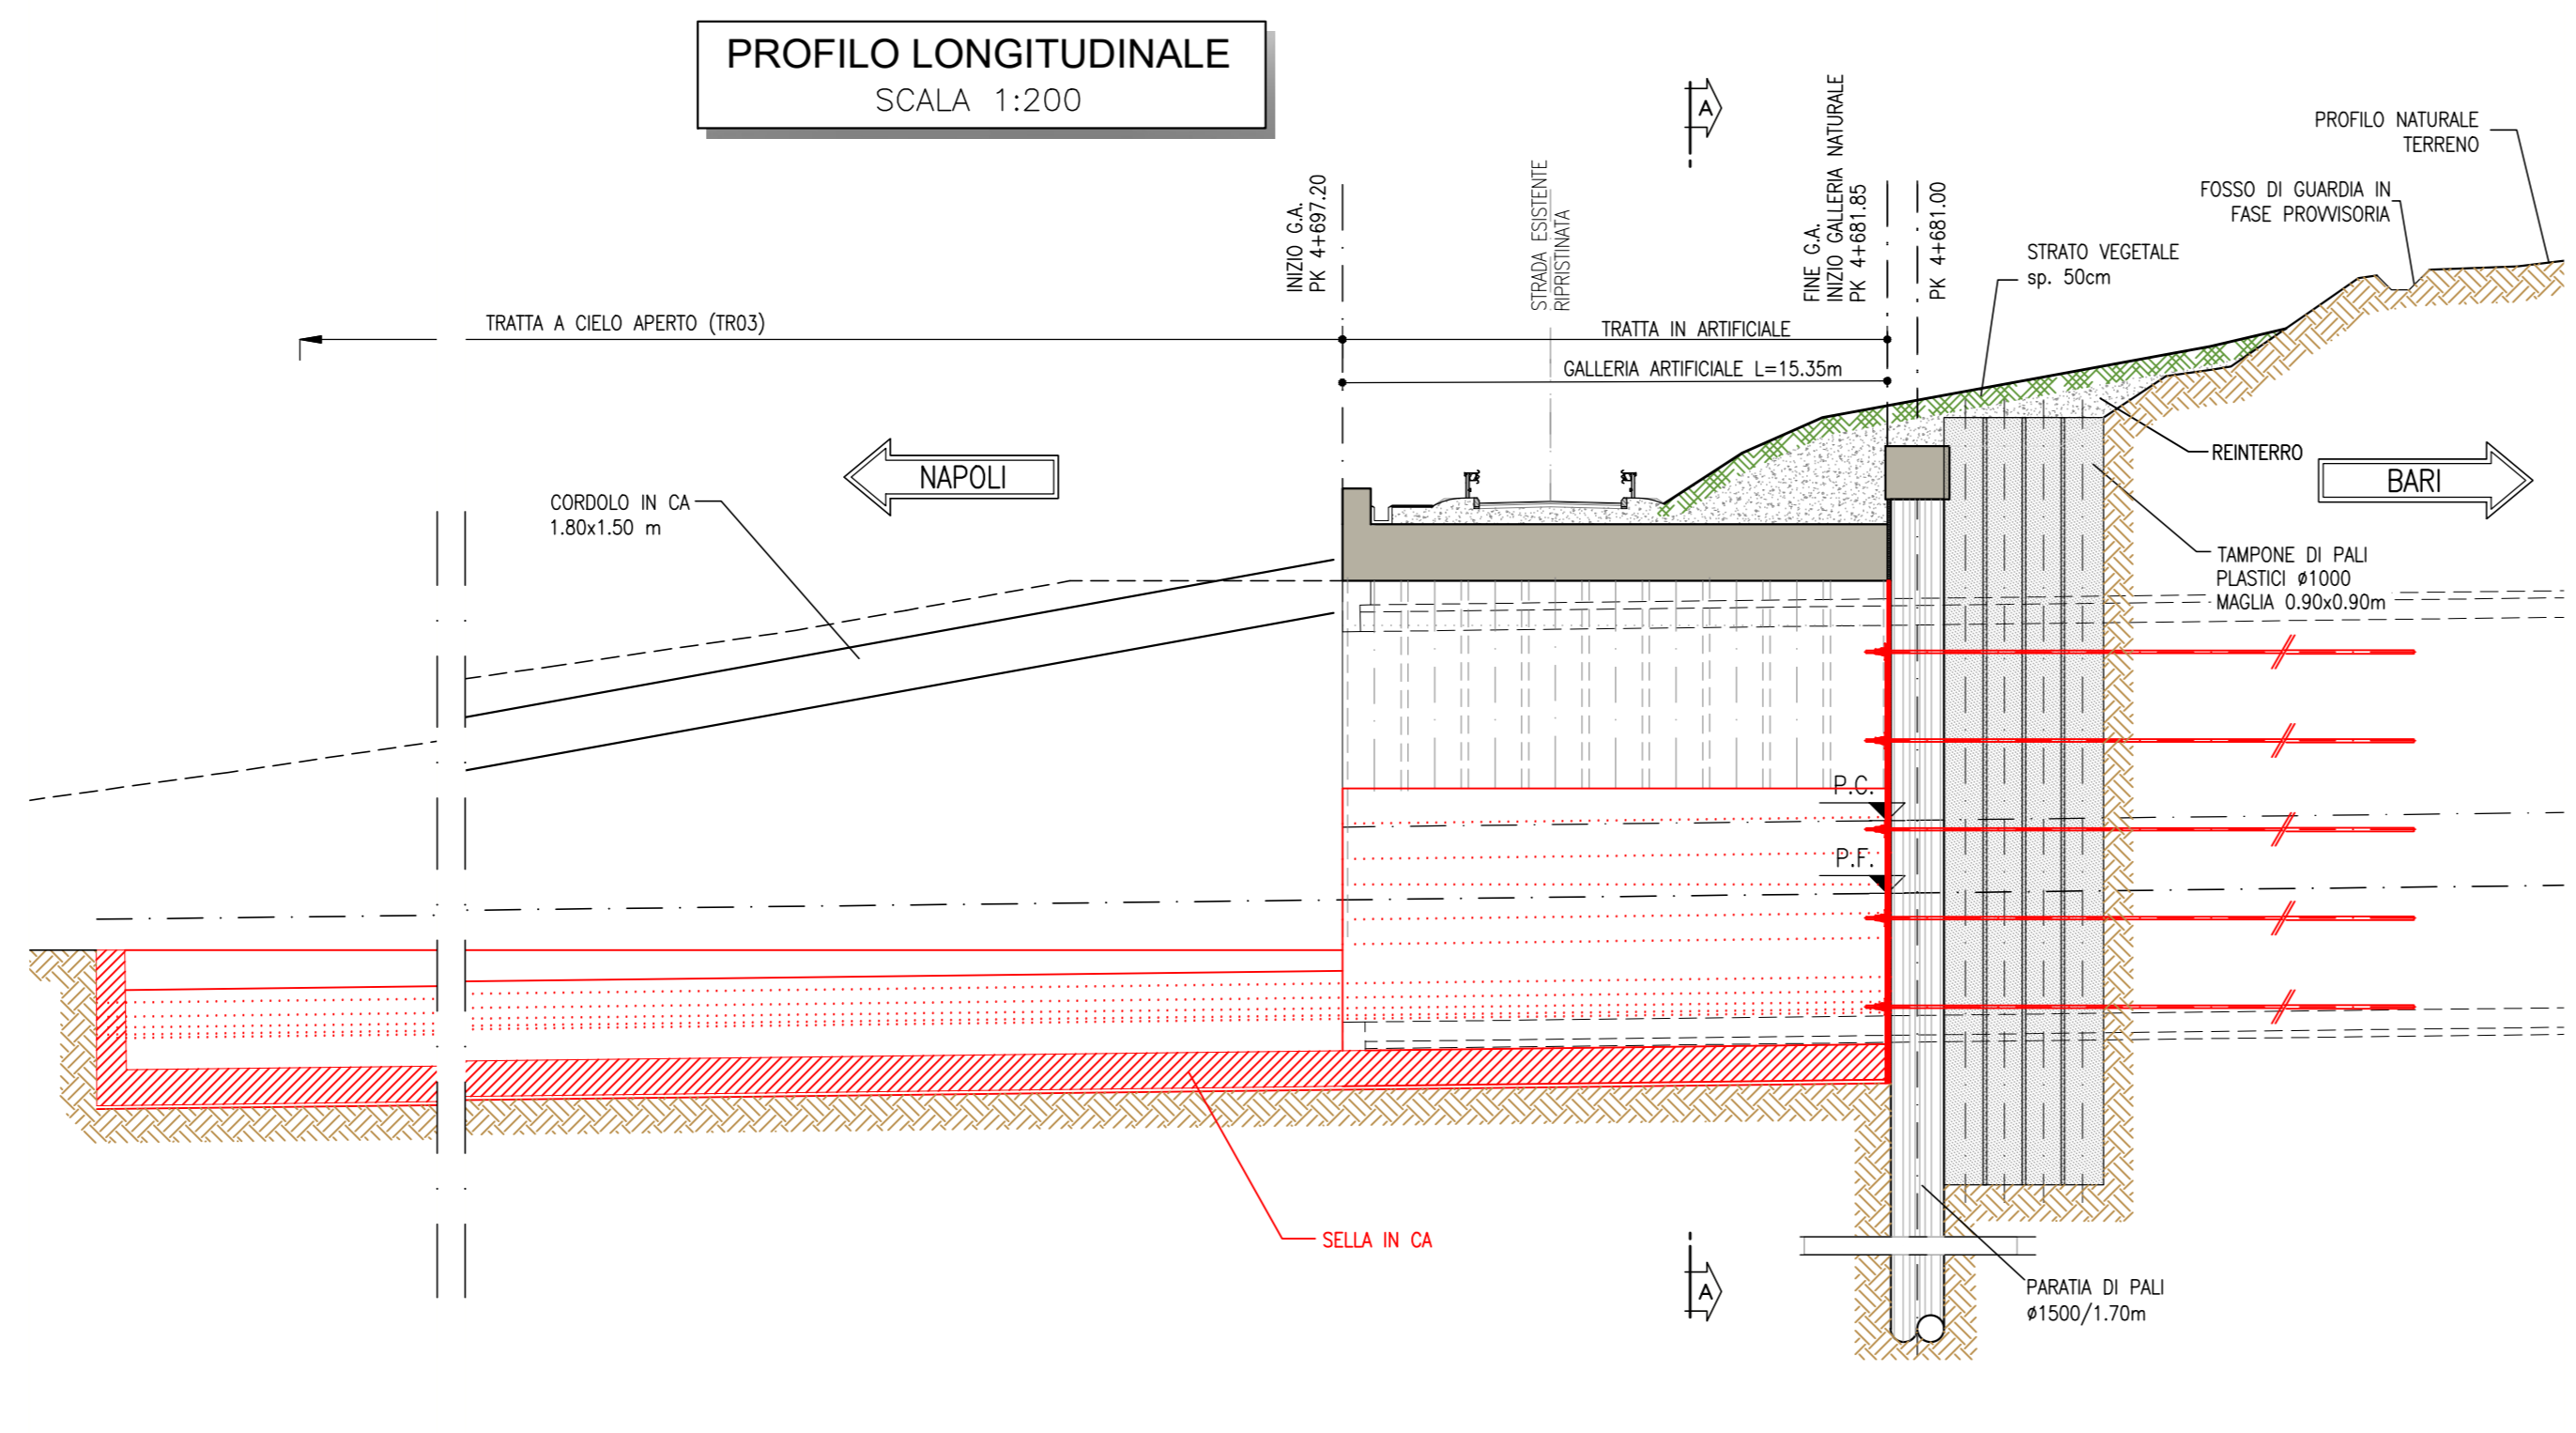 PROFILO LONGITUDINALE
SCALA 1:200
A
INIZIO G.A.
PK 4+697.20
STRADA ESISTENTE
RIPRISTINATA
FINE G.A.
INIZIO GALLERIA NATURALE
PK 4+681.85
PK 4+681.00
PROFILO NATURALE
TERRENO
FOSSO DI GUARDIA IN
FASE PROVVISORIA
STRATO VEGETALE
sp. 50cm
TRATTA A CIELO APERTO (TR03)
TRATTA IN ARTIFICIALE
GALLERIA ARTIFICIALE L=15.35m
NAPOLI
BARI
REINTERRO
CORDOLO IN CA
1.80x1.50 m
TAMPONE DI PALI
PLASTICI ø1000
MAGLIA 0.90x0.90m
P.C.
P.F.
SELLA IN CA
A
PARATIA DI PALI
ø1500/1.70m